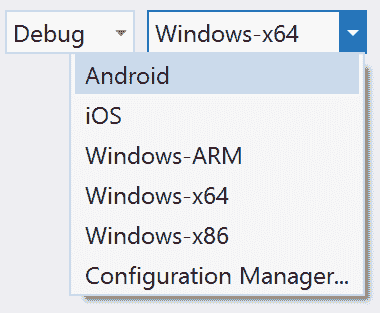 Debug Windows-x64
Android
iOS
Windows-ARM
Windows-x64
Windows-x86
Configuration Manager...